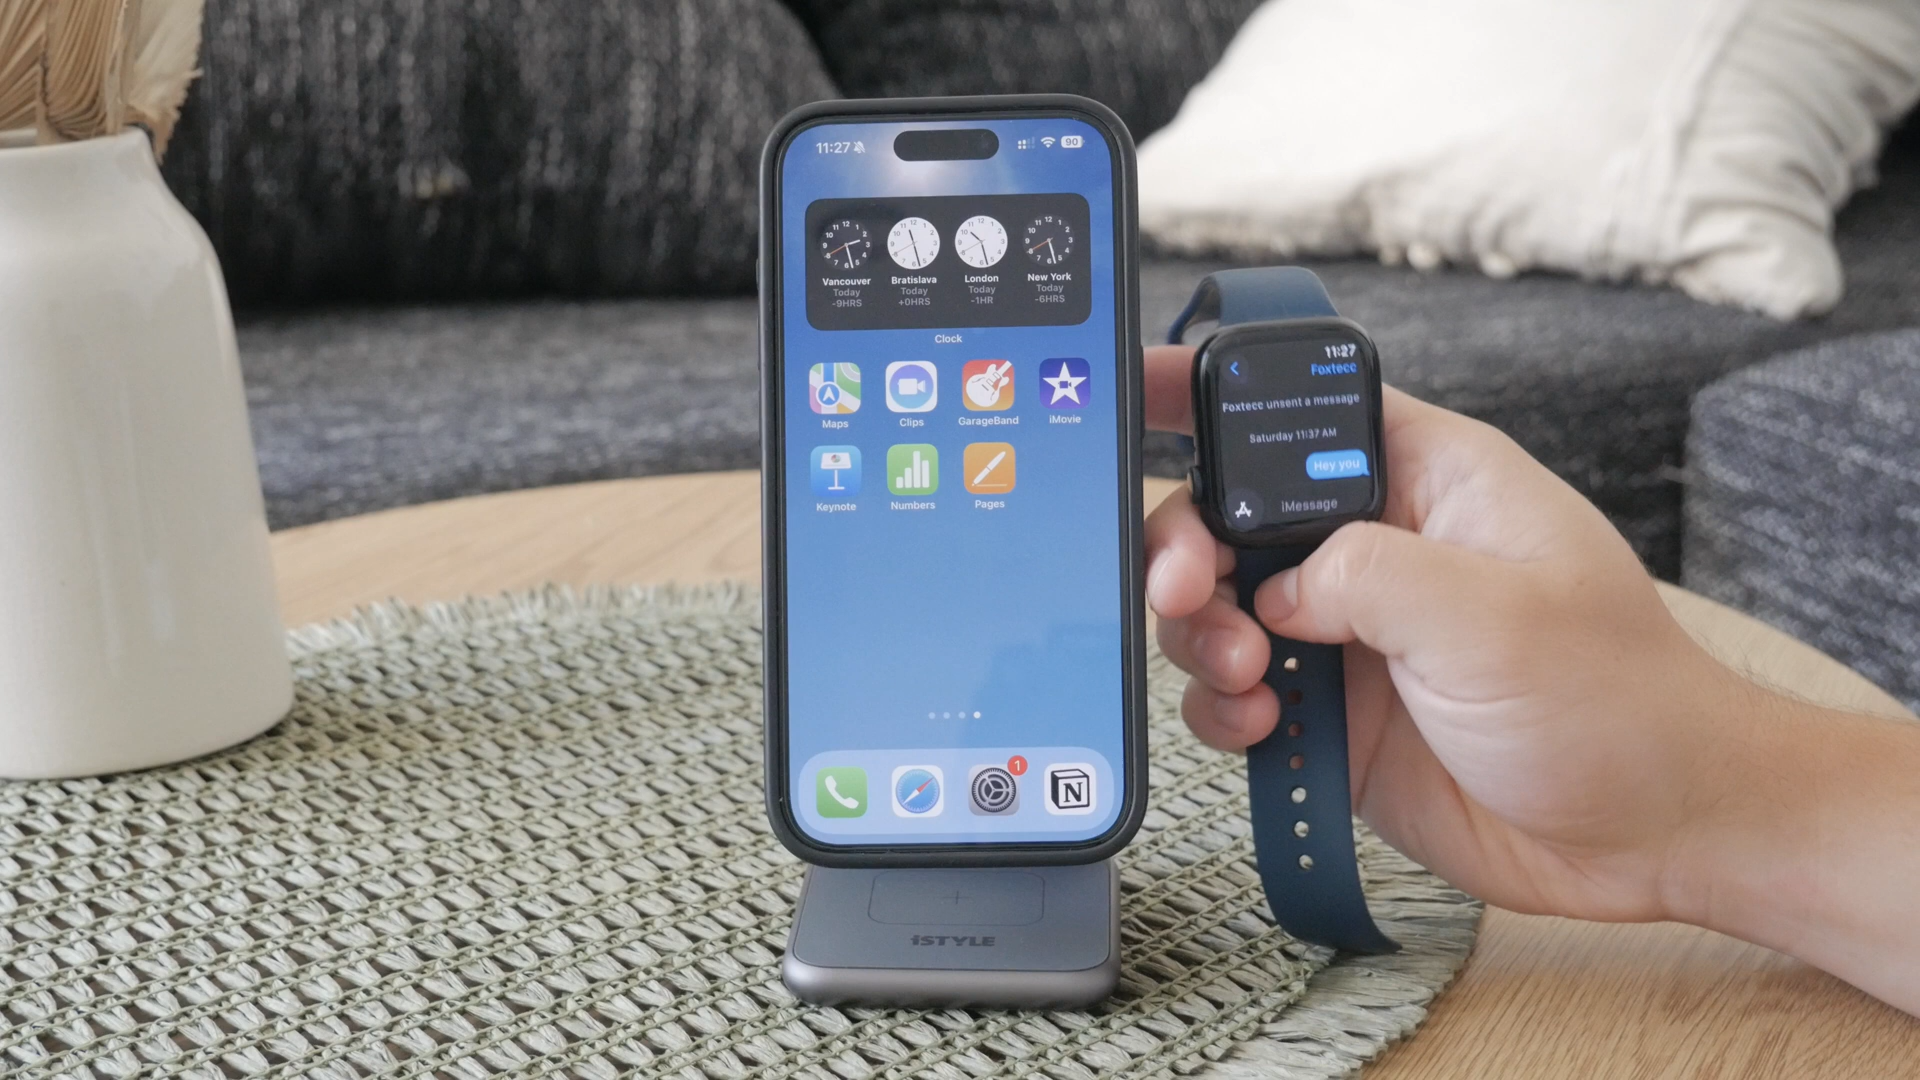 11:27
90
Vancouver Bratislava London New York
Today Today Today Today
-9HRS +0HRS -1HR -6HRS
Clock
Maps Clips GarageBand iMovie
Keynote Numbers Pages
1
N
iSTYLE
11:27
Foxtecc
Foxtecc unsent a message
Saturday 11:37 AM
Hey you
iMessage